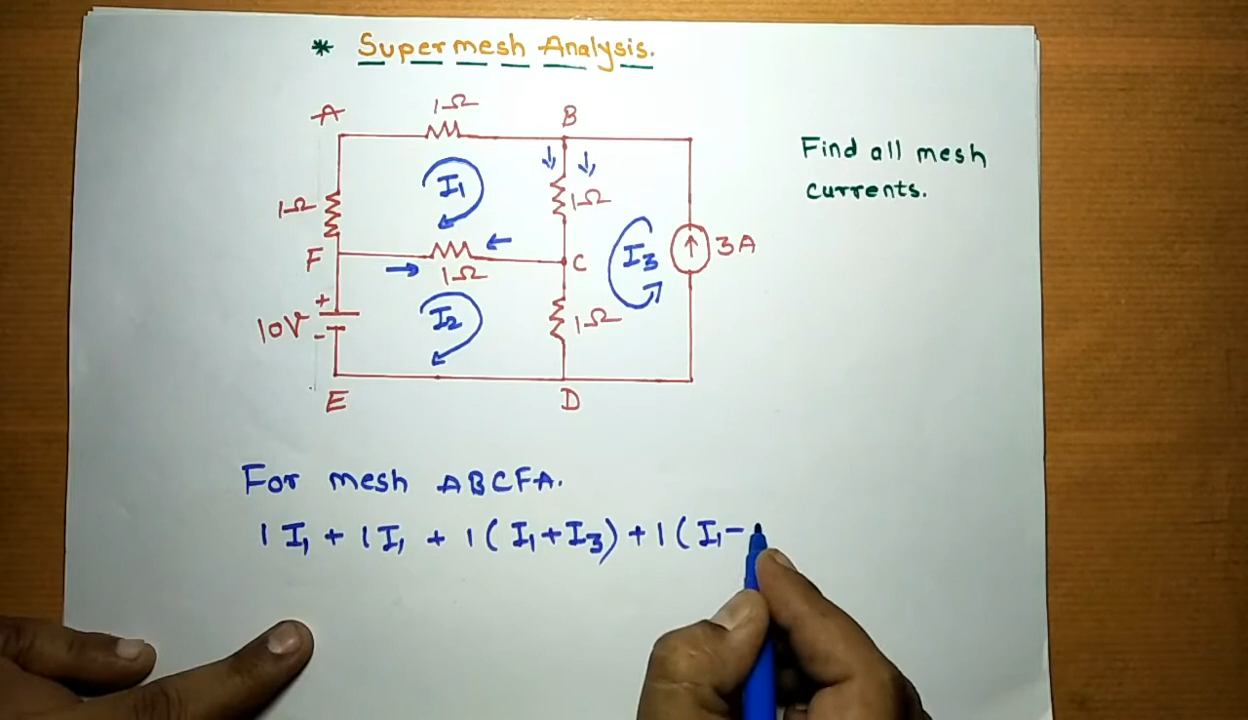 * Supermesh Analysis.
A
1Ω
B
Find all mesh
currents.
I₁
1Ω
1Ω
F
C
I₃
3A
1Ω
+
10V
-
I₂
1Ω
E
D
For mesh ABCFA.
1 I₁ + 1 I₁ + 1 ( I₁ + I₃ ) + 1 ( I₁ -